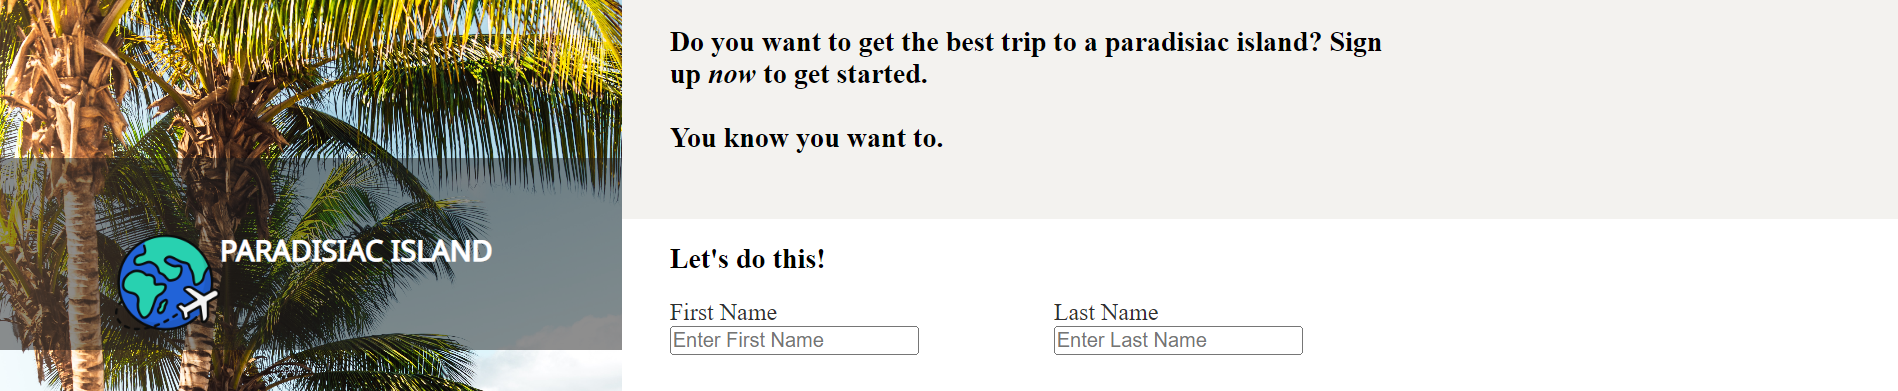 PARADISIAC ISLAND
Do you want to get the best trip to a paradisiac island? Sign
up now to get started.
You know you want to.
Let's do this!
First Name
Enter First Name
Last Name
Enter Last Name